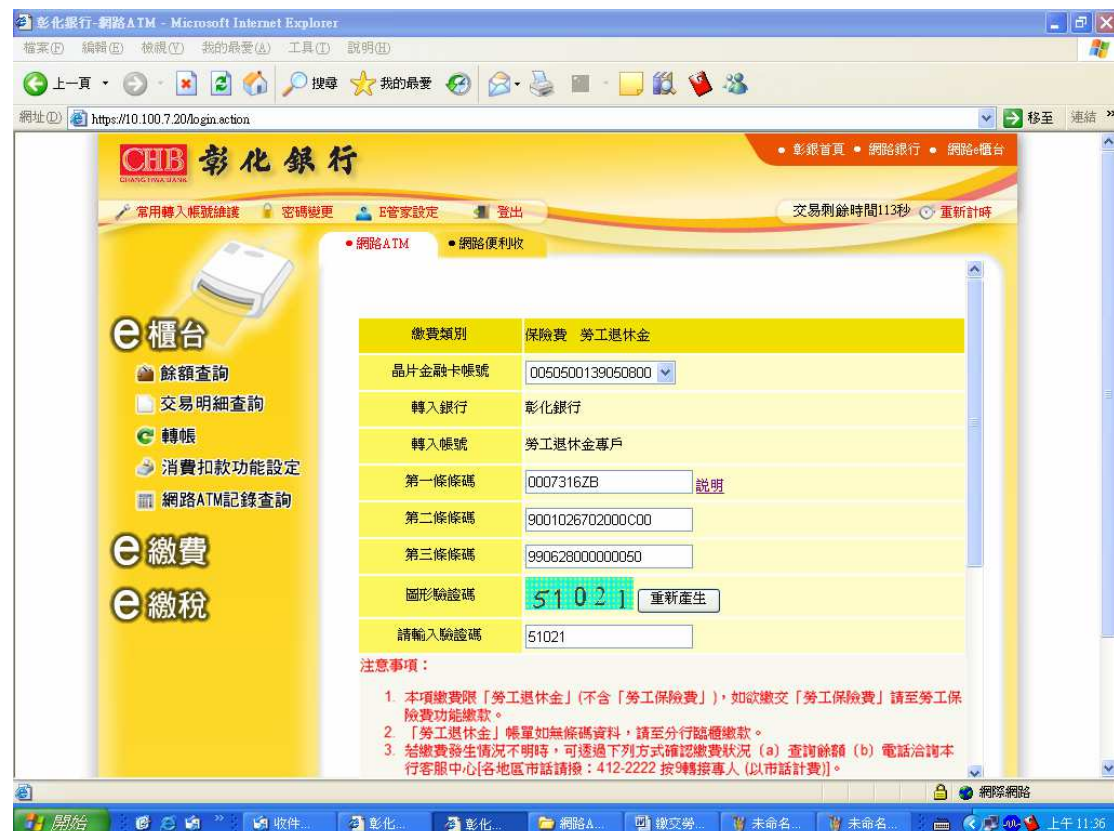 彰化銀行-網路ATM - Microsoft Internet Explorer
檔案(F) 編輯(E) 檢視(V) 我的最愛(A) 工具(T) 說明(H)
上一頁 搜尋 我的最愛
網址(D) https://10.100.7.20/login.action 移至 連結 »
CHB 彰化銀行
CHANG HWA BANK
• 彰銀首頁 • 網路銀行 • 網路e櫃台
常用轉入帳號維護 密碼變更 E管家設定 登出
交易剩餘時間113秒 重新計時
•網路ATM •網路便利收
e櫃台
餘額查詢
交易明細查詢
轉帳
消費扣款功能設定
網路ATM記錄查詢
e繳費
e繳稅
繳費類別 保險費 勞工退休金
晶片金融卡帳號 0050500139050800
轉入銀行 彰化銀行
轉入帳號 勞工退休金專戶
第一條條碼 0007316ZB 說明
第二條條碼 9001026702000C00
第三條條碼 990628000000050
圖形驗證碼 51021 重新產生
請輸入驗證碼 51021
注意事項：
1. 本項繳費限「勞工退休金」(不含「勞工保險費」)，如欲繳交「勞工保險費」請至勞工保
險費功能繳款。
2. 「勞工退休金」帳單如無條碼資料，請至分行臨櫃繳款。
3. 若繳費發生情況不明時，可透過下列方式確認繳費狀況 (a) 查詢餘額 (b) 電話洽詢本
行客服中心[各地區市話請撥：412-2222 按9轉接專人 (以市話計費)]。
網際網路
開始 » 收件... 彰化... 彰化... 網路A... 繳交勞... 未命名... 未命名... 上午 11:36